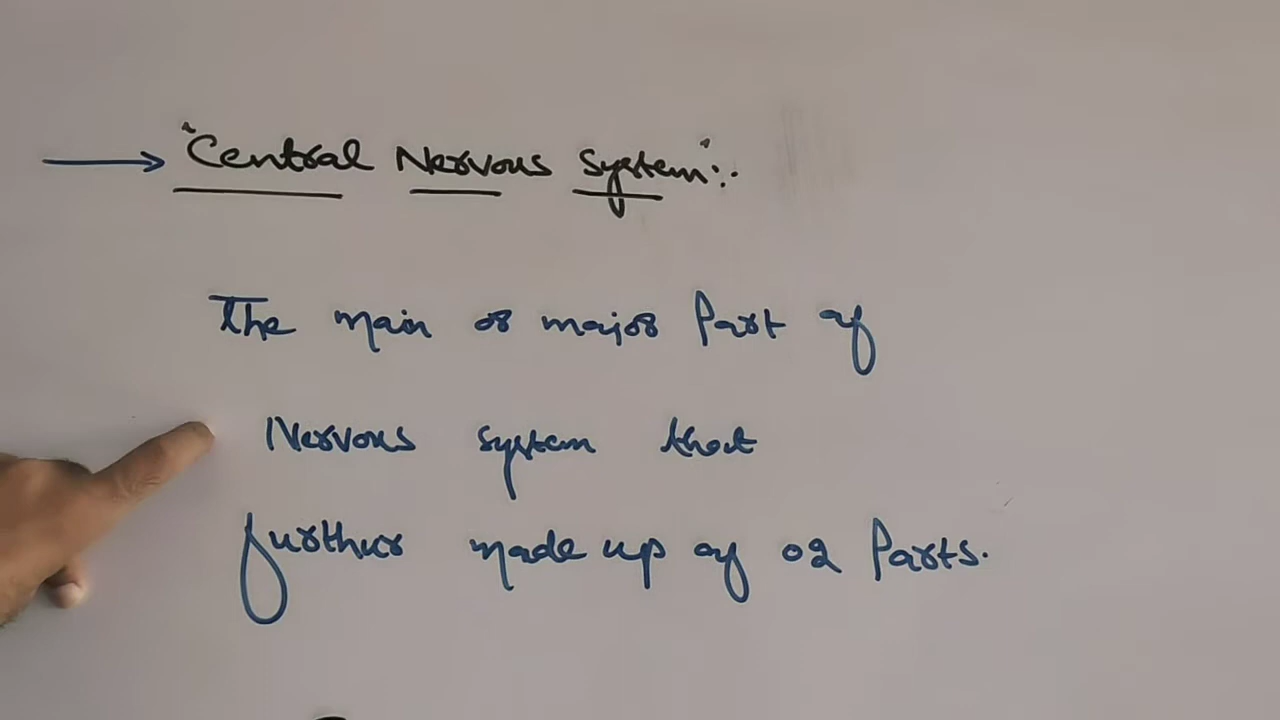 → "Central Nervous system":-
The main or major Part of
Nervous system that
further made up of 02 Parts.